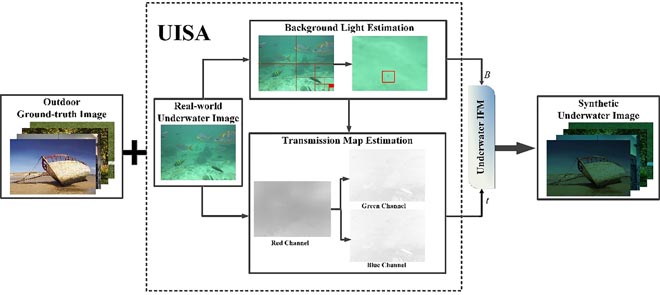 UISA
Background Light Estimation
Outdoor
Ground-truth Image
Real-world
Underwater Image
Transmission Map Estimation
Red Channel
Green Channel
Blue Channel
B
Underwater IFM
t
Synthetic
Underwater Image